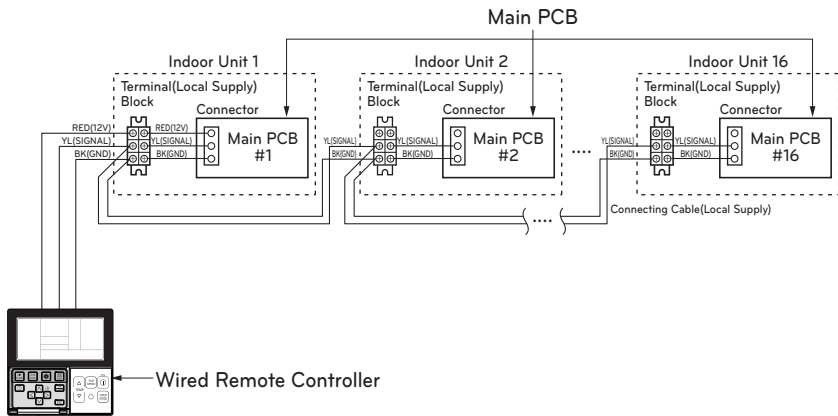 Main PCB
Indoor Unit 1
Indoor Unit 2
Indoor Unit 16
Terminal(Local Supply)
Block
Terminal(Local Supply)
Block
Terminal(Local Supply)
Block
Connector
Connector
Connector
RED(12V)
YL(SIGNAL)
BK(GND)
RED(12V)
YL(SIGNAL)
BK(GND)
Main PCB
#1
YL(SIGNAL)
BK(GND)
YL(SIGNAL)
BK(GND)
Main PCB
#2
....
YL(SIGNAL)
BK(GND)
YL(SIGNAL)
BK(GND)
Main PCB
#16
....
Connecting Cable(Local Supply)
TEMP
Wired Remote Controller